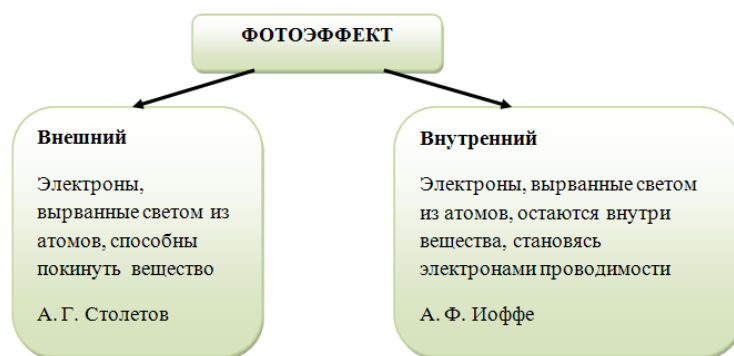 ФОТОЭФФЕКТ
Внешний
Электроны,
вырванные светом из
атомов, способны
покинуть вещество
А. Г. Столетов
Внутренний
Электроны, вырванные светом
из атомов, остаются внутри
вещества, становясь
электронами проводимости
А. Ф. Иоффе